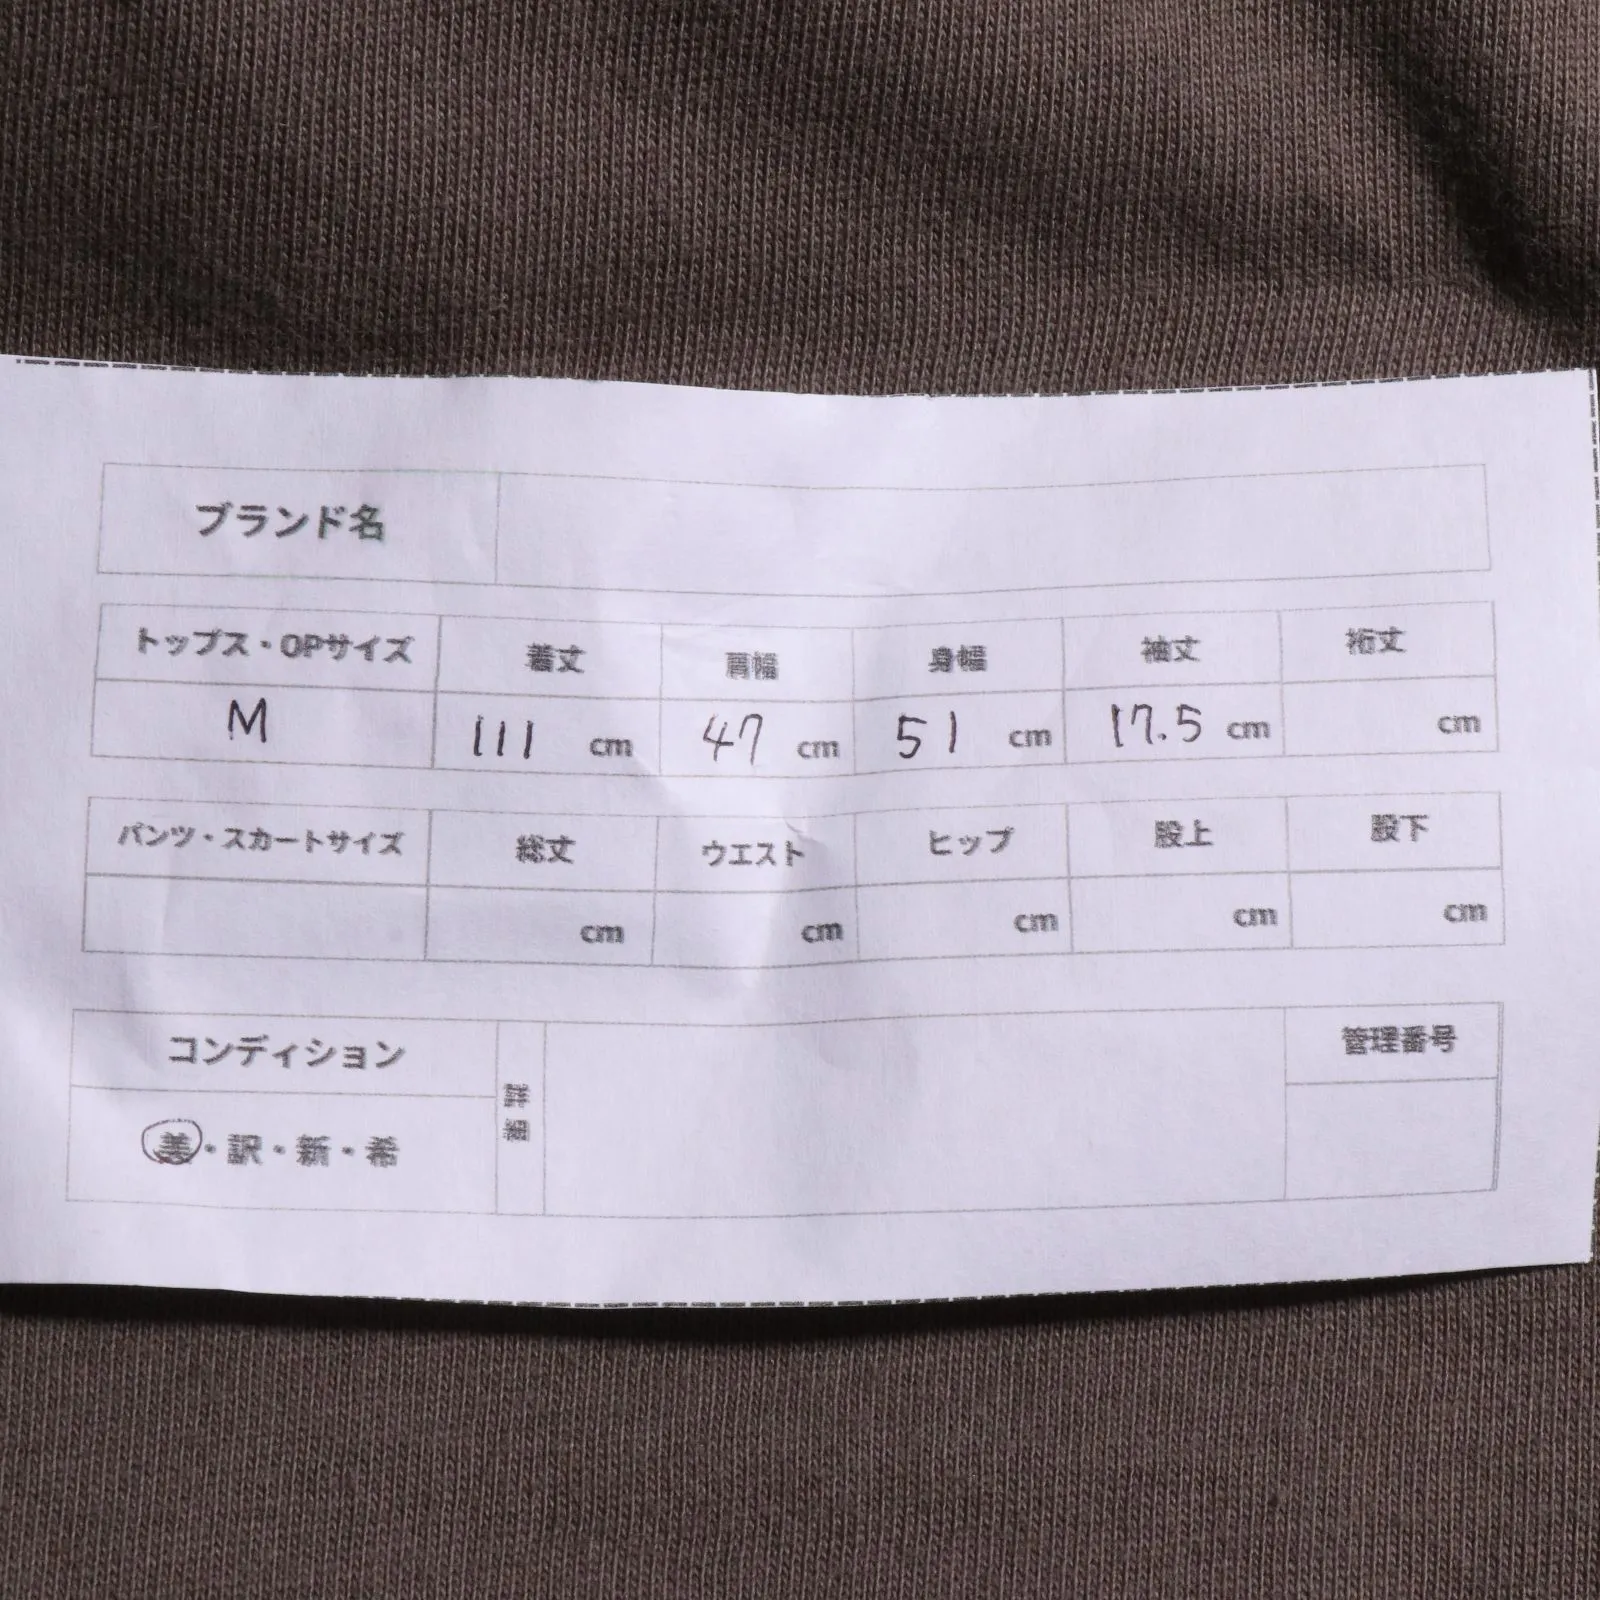 ブランド名
トップス・OPサイズ 着丈 肩幅 身幅 袖丈 裄丈
M 111 cm 47 cm 51 cm 17.5 cm cm
パンツ・スカートサイズ 総丈 ウエスト ヒップ 股上 股下
cm cm cm cm cm
コンディション 詳細 管理番号
美・訳・新・希